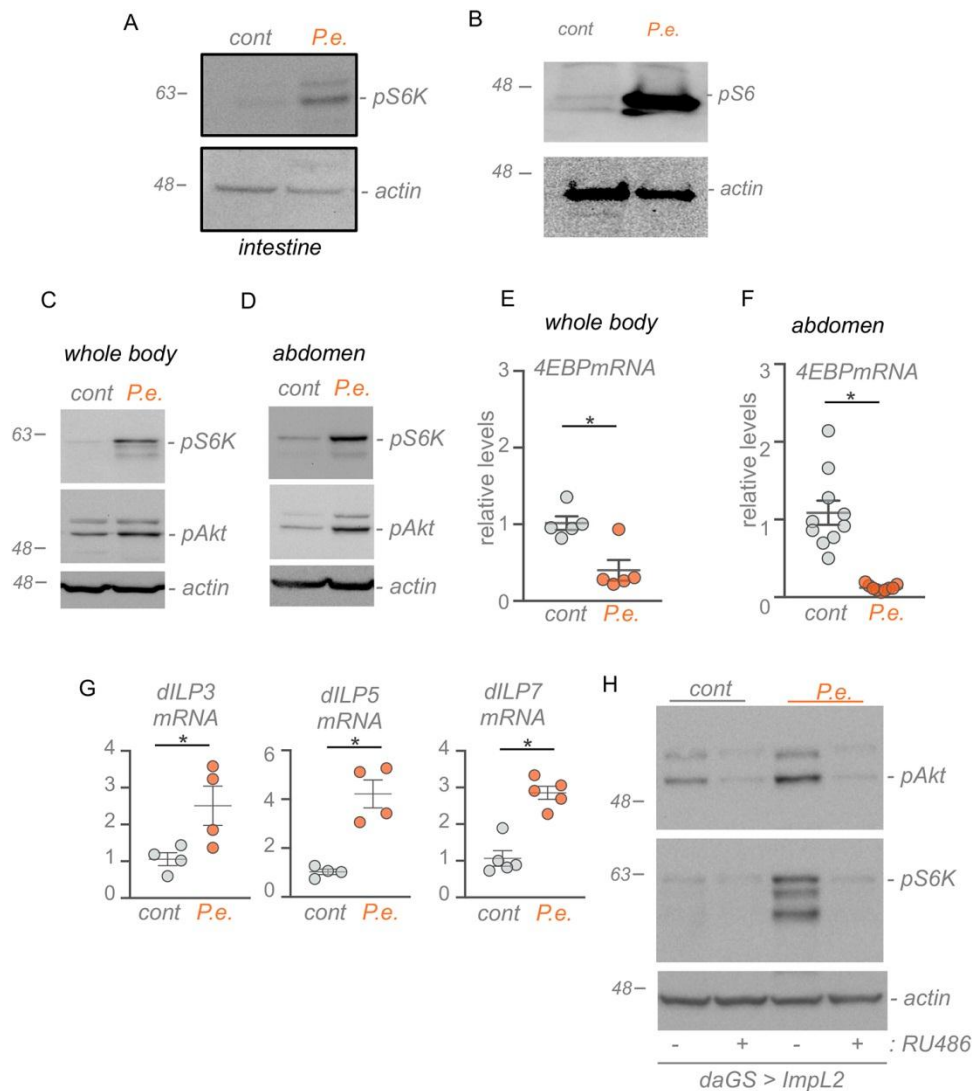 A
cont P.e.
63
- pS6K
48
- actin
intestine
B
cont P.e.
48
- pS6
48
- actin
C
whole body
cont P.e.
63
- pS6K
- pAkt
48
48
- actin
D
abdomen
cont P.e.
- pS6K
- pAkt
- actin
E
whole body
4EBPmRNA
*
relative levels
3
2
1
0
cont P.e.
F
abdomen
4EBPmRNA
*
relative levels
3
2
1
0
cont P.e.
G
dILP3
mRNA
*
4
3
2
1
0
cont P.e.
dILP5
mRNA
*
6
4
2
0
cont P.e.
dILP7
mRNA
*
4
3
2
1
0
cont P.e.
H
cont P.e.
- pAkt
48
63
- pS6K
48
- actin
- + - + : RU486
daGS > ImpL2